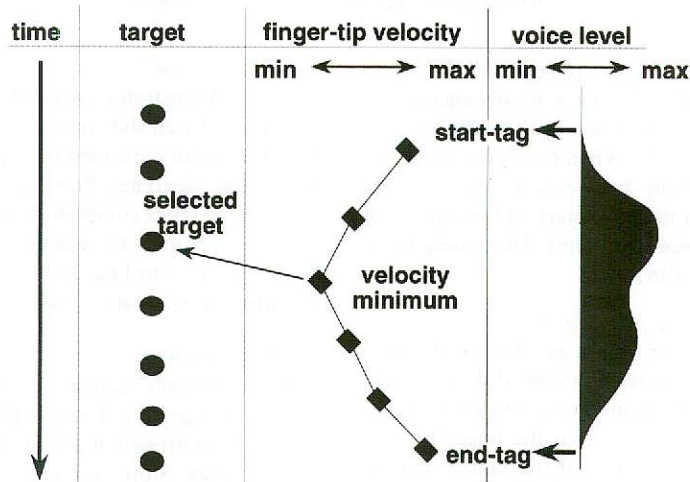 time target finger-tip velocity voice level
min max min max
start-tag
selected
target
velocity
minimum
end-tag